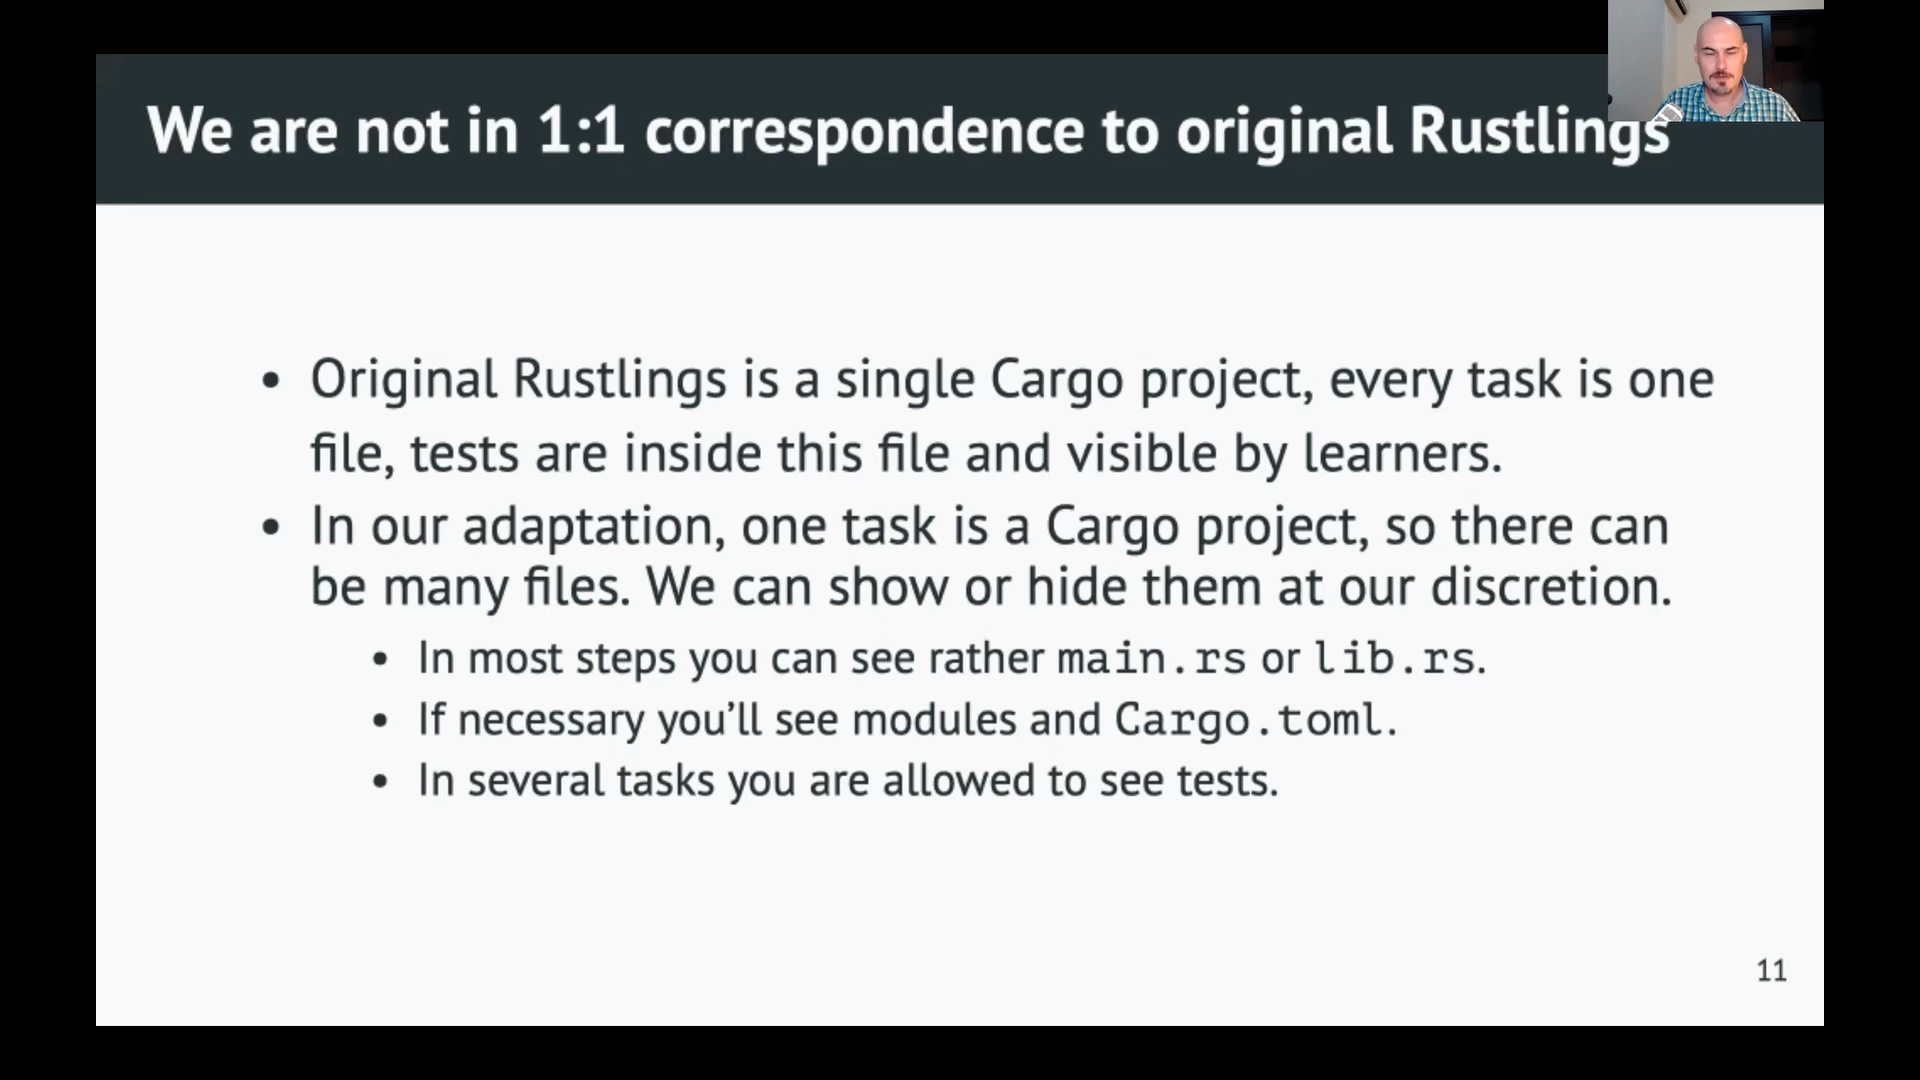 We are not in 1:1 correspondence to original Rustlings
• Original Rustlings is a single Cargo project, every task is one
file, tests are inside this file and visible by learners.
• In our adaptation, one task is a Cargo project, so there can
be many files. We can show or hide them at our discretion.
• In most steps you can see rather main.rs or lib.rs.
• If necessary you’ll see modules and Cargo.toml.
• In several tasks you are allowed to see tests.
11